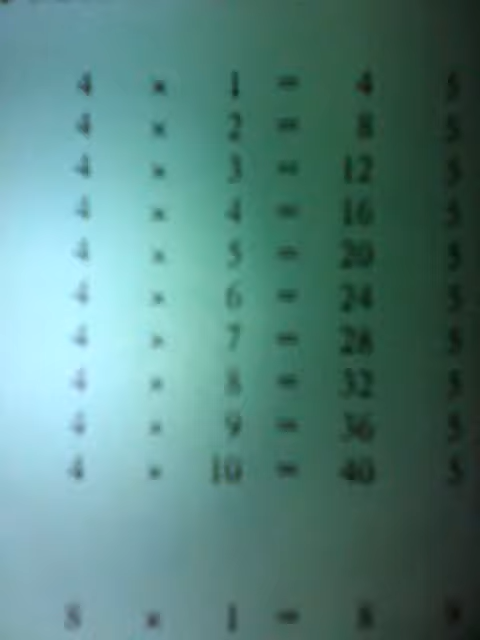 4 × 1 = 4 5
4 × 2 = 8 5
4 × 3 = 12 5
4 × 4 = 16 5
4 × 5 = 20 5
4 × 6 = 24 5
4 × 7 = 28 5
4 × 8 = 32 5
4 × 9 = 36 5
4 × 10 = 40 5
8 × 1 = 8 9